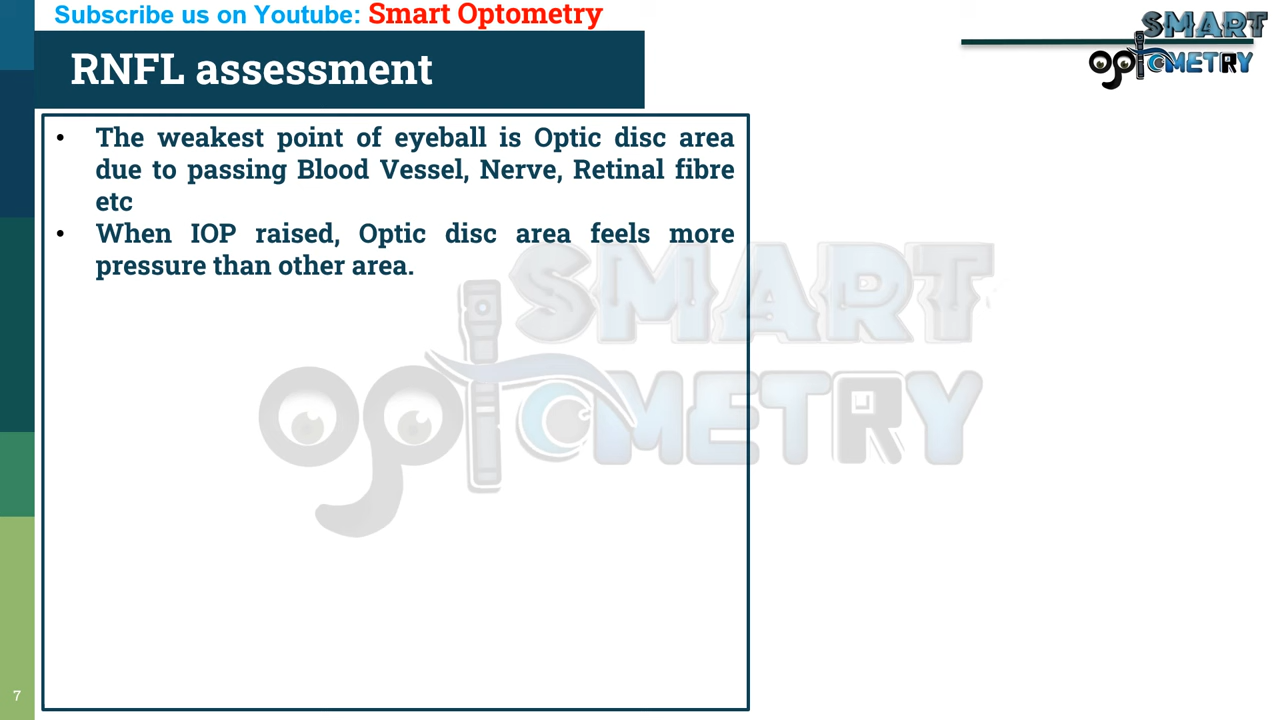 Subscribe us on Youtube: Smart Optometry
SMART
optOMETRY
RNFL assessment
• The weakest point of eyeball is Optic disc area
due to passing Blood Vessel, Nerve, Retinal fibre
etc
• When IOP raised, Optic disc area feels more
pressure than other area.
SMART
optOMETRY
7